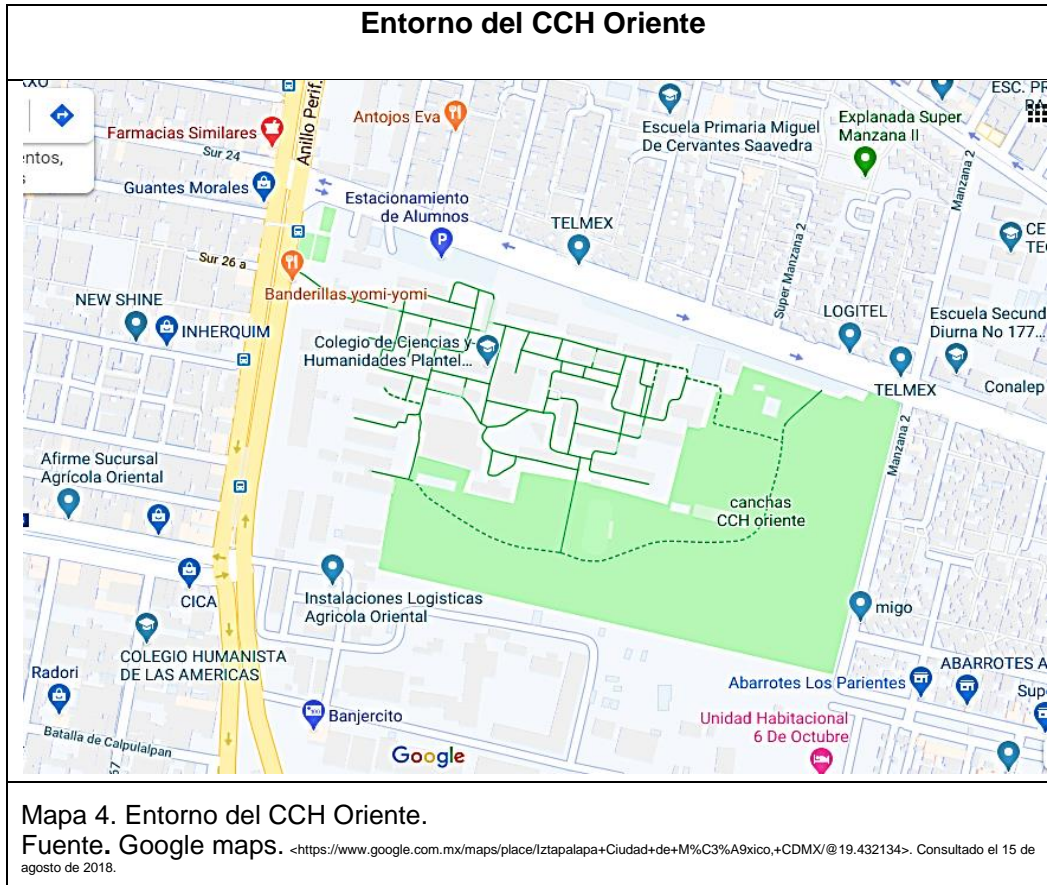 Entorno del CCH Oriente
entos,
s
Farmacias Similares
Sur 24
Guantes Morales
Anillo Perif.
Antojos Eva
Estacionamiento
de Alumnos
P
TELMEX
Escuela Primaria Miguel
De Cervantes Saavedra
Explanada Super
Manzana II
ESC. PR
Manzana 2
CE
TE
Sur 26 a
Banderillas yomi-yomi
NEW SHINE
INHERQUIM
Colegio de Ciencias y
Humanidades Plantel...
Super Manzana 2
LOGITEL
Escuela Secund
Diurna No 177...
TELMEX
Conalep
Manzana 2
Afirme Sucursal
Agrícola Oriental
canchas
CCH oriente
CICA
Instalaciones Logisticas
Agricola Oriental
migo
COLEGIO HUMANISTA
DE LAS AMERICAS
Radori
Abarrotes Los Parientes
ABARROTES A
Sup
Banjercito
Unidad Habitacional
6 De Octubre
Batalla de Calpulalpan
57
Google
Mapa 4. Entorno del CCH Oriente.
Fuente. Google maps. <https://www.google.com.mx/maps/place/Iztapalapa+Ciudad+de+M%C3%A9xico,+CDMX/@19.432134>. Consultado el 15 de
agosto de 2018.